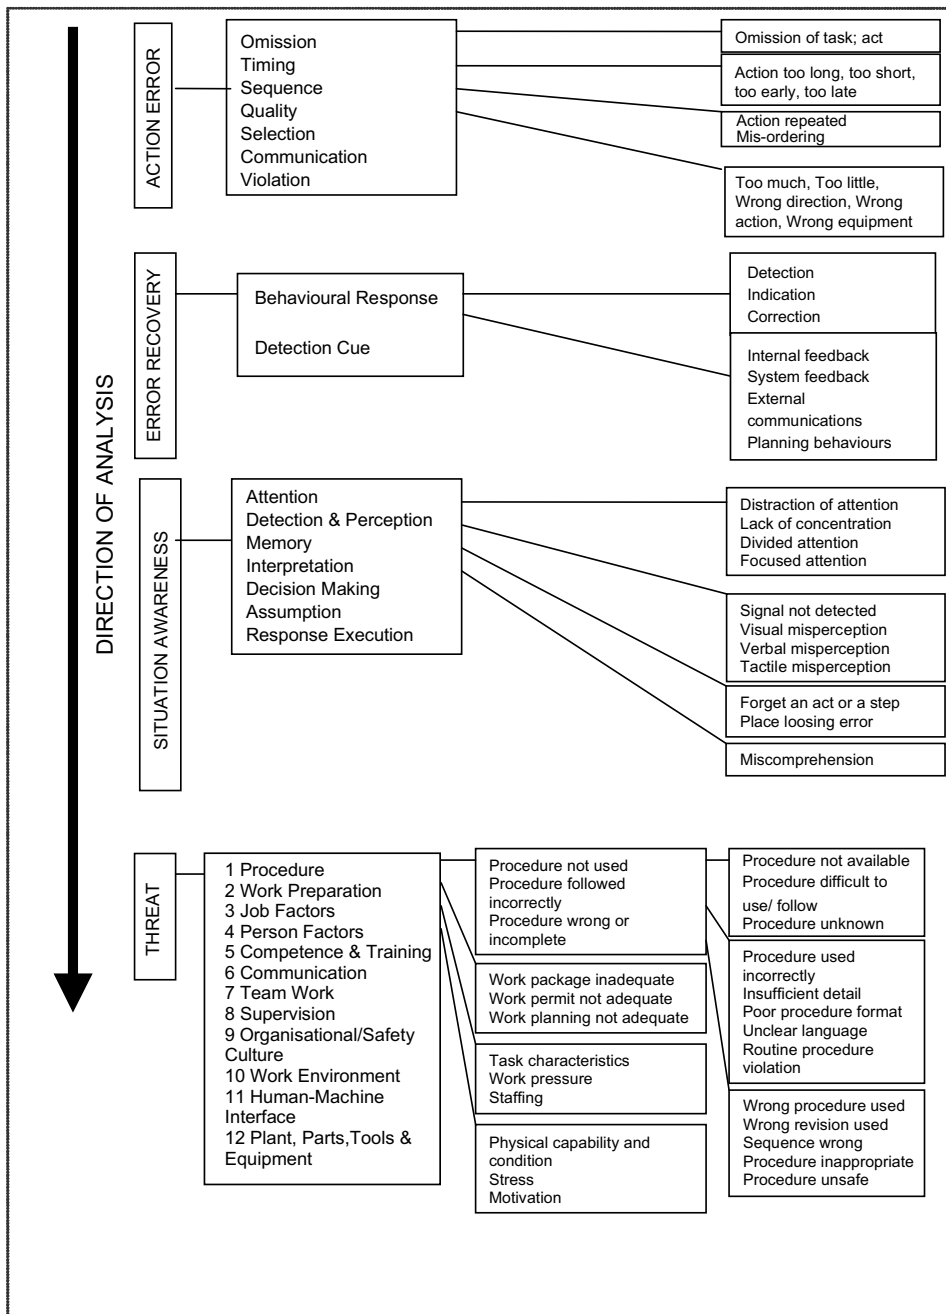 DIRECTION OF ANALYSIS
ACTION ERROR
Omission
Timing
Sequence
Quality
Selection
Communication
Violation
Omission of task; act
Action too long, too short,
too early, too late
Action repeated
Mis-ordering
Too much, Too little,
Wrong direction, Wrong
action, Wrong equipment
ERROR RECOVERY
Behavioural Response
Detection Cue
Detection
Indication
Correction
Internal feedback
System feedback
External
communications
Planning behaviours
SITUATION AWARENESS
Attention
Detection & Perception
Memory
Interpretation
Decision Making
Assumption
Response Execution
Distraction of attention
Lack of concentration
Divided attention
Focused attention
Signal not detected
Visual misperception
Verbal misperception
Tactile misperception
Forget an act or a step
Place loosing error
Miscomprehension
THREAT
1 Procedure
2 Work Preparation
3 Job Factors
4 Person Factors
5 Competence & Training
6 Communication
7 Team Work
8 Supervision
9 Organisational/Safety
Culture
10 Work Environment
11 Human-Machine
Interface
12 Plant, Parts,Tools &
Equipment
Procedure not used
Procedure followed
incorrectly
Procedure wrong or
incomplete
Work package inadequate
Work permit not adequate
Work planning not adequate
Task characteristics
Work pressure
Staffing
Physical capability and
condition
Stress
Motivation
Procedure not available
Procedure difficult to
use/ follow
Procedure unknown
Procedure used
incorrectly
Insufficient detail
Poor procedure format
Unclear language
Routine procedure
violation
Wrong procedure used
Wrong revision used
Sequence wrong
Procedure inappropriate
Procedure unsafe